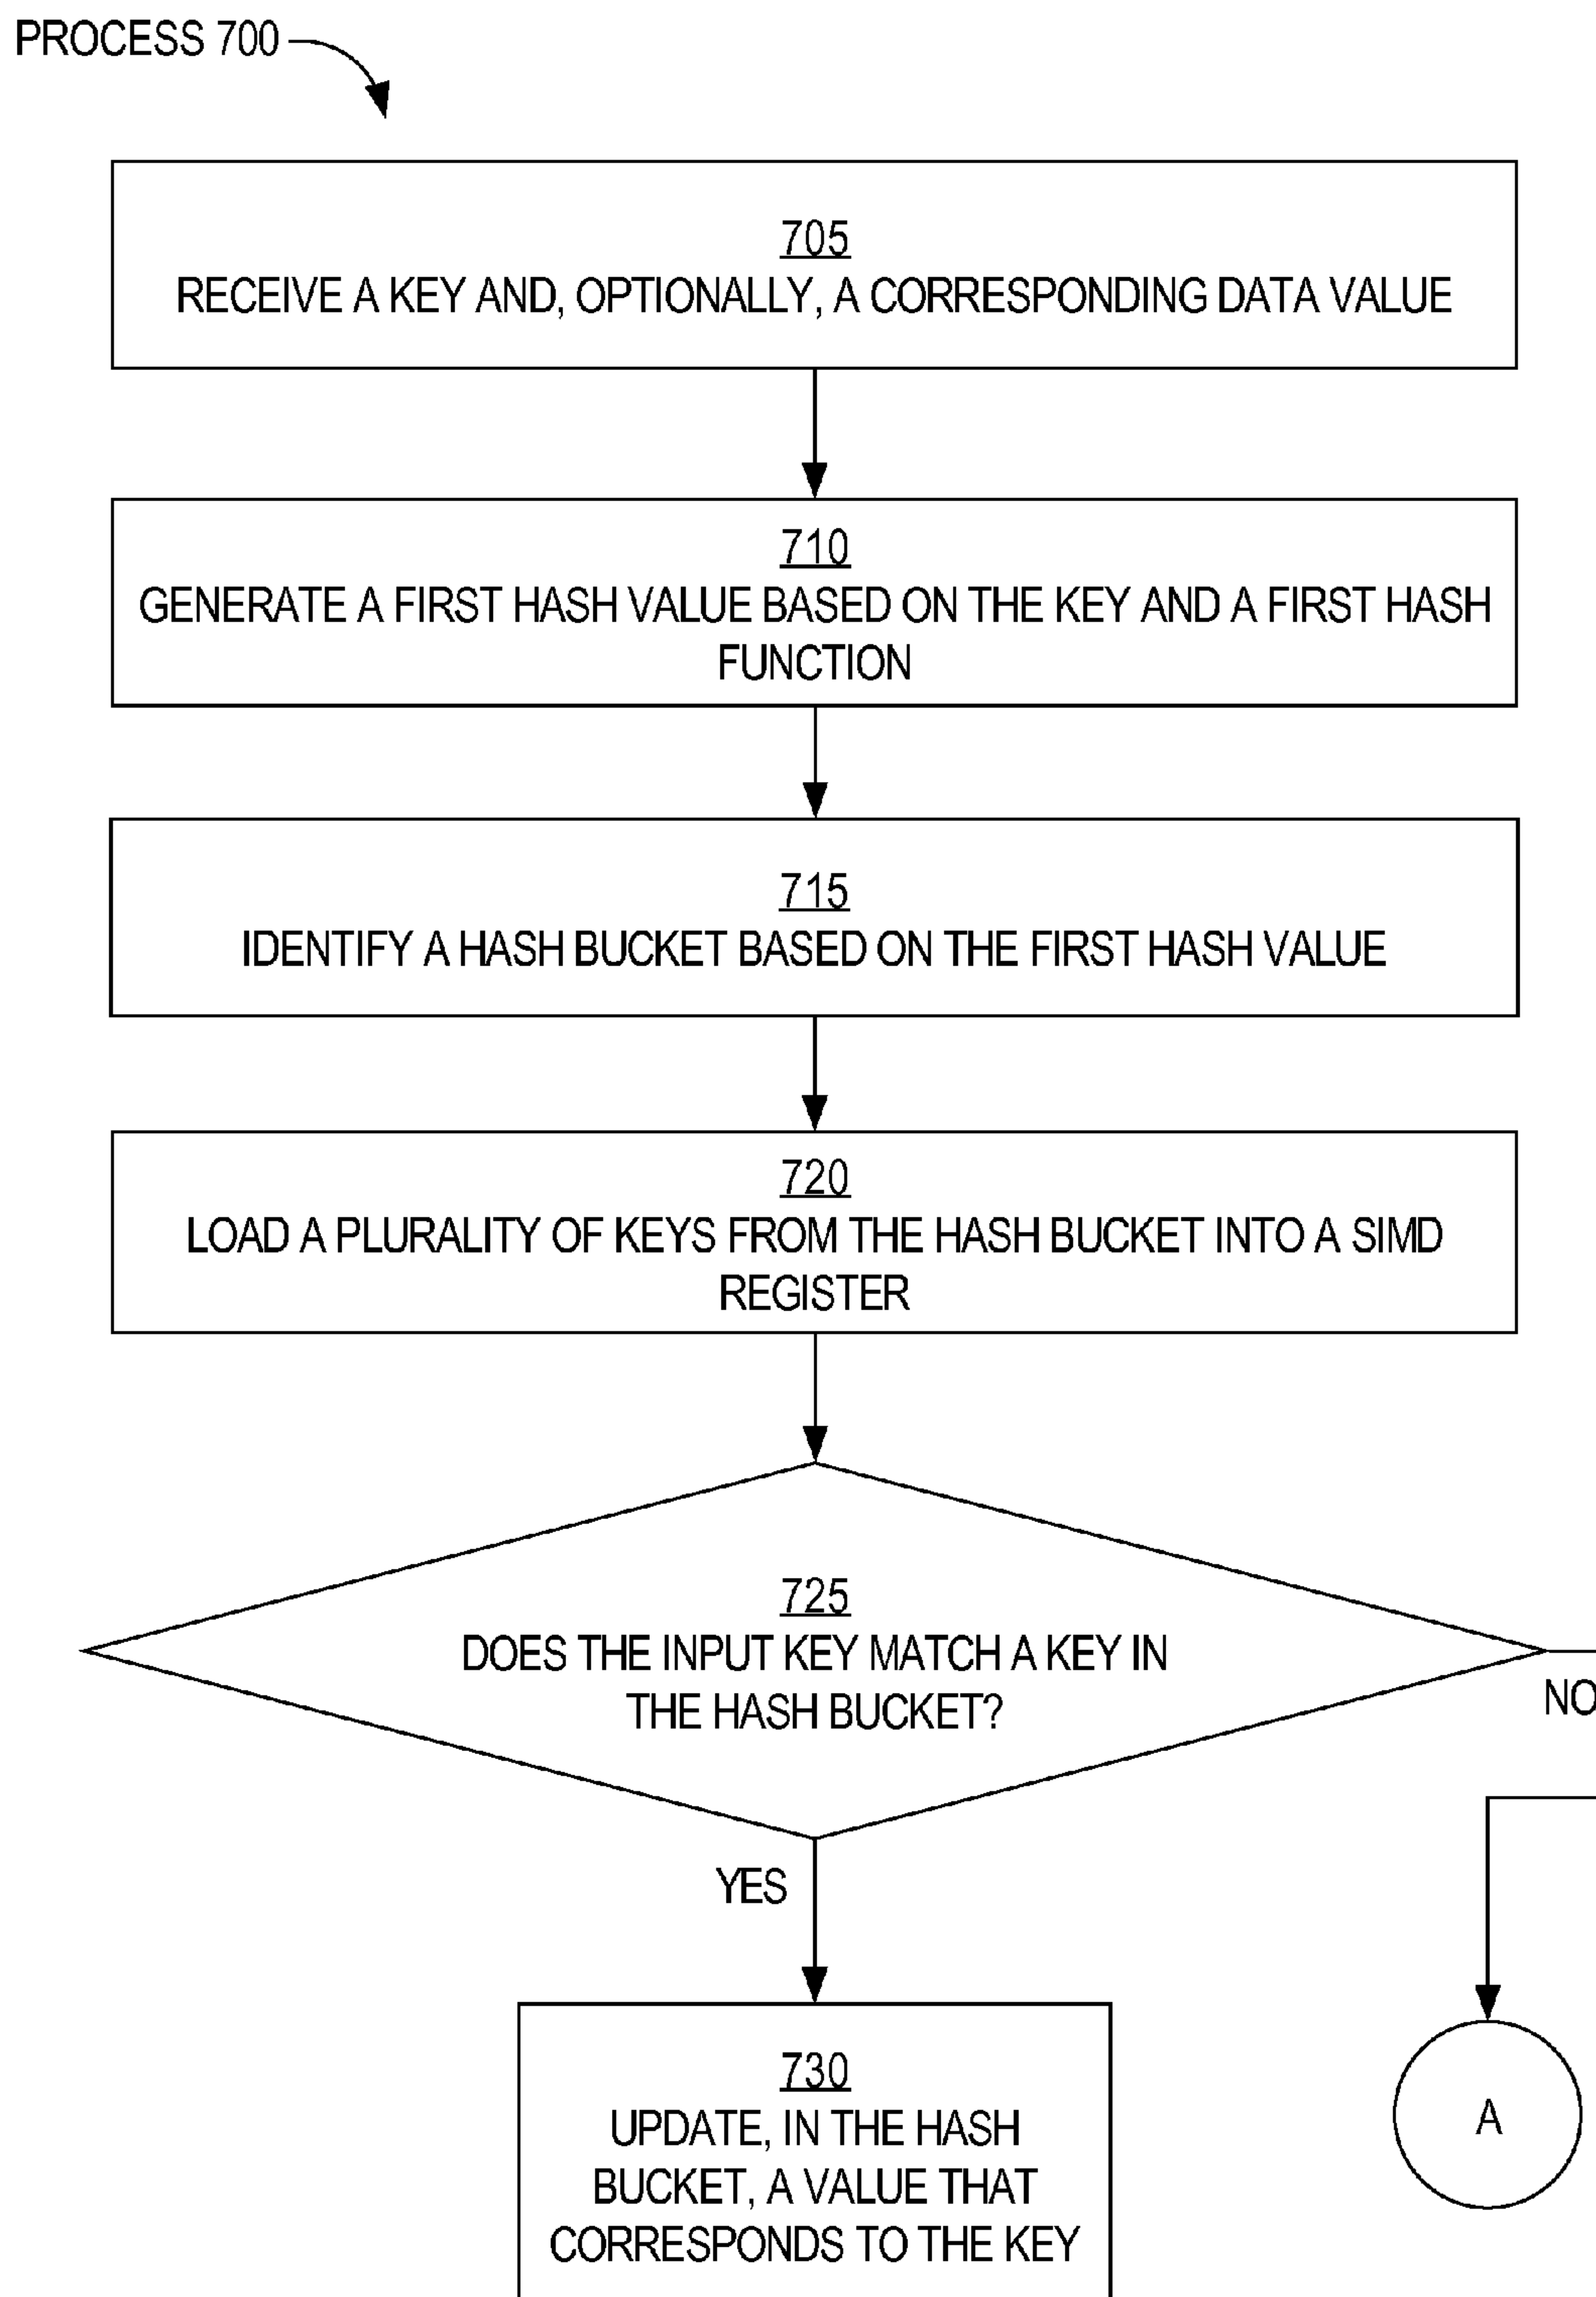 PROCESS 700
705
RECEIVE A KEY AND, OPTIONALLY, A CORRESPONDING DATA VALUE
710
GENERATE A FIRST HASH VALUE BASED ON THE KEY AND A FIRST HASH
FUNCTION
715
IDENTIFY A HASH BUCKET BASED ON THE FIRST HASH VALUE
720
LOAD A PLURALITY OF KEYS FROM THE HASH BUCKET INTO A SIMD
REGISTER
725
DOES THE INPUT KEY MATCH A KEY IN
THE HASH BUCKET?
NO
YES
730
UPDATE, IN THE HASH
BUCKET, A VALUE THAT
CORRESPONDS TO THE KEY
A